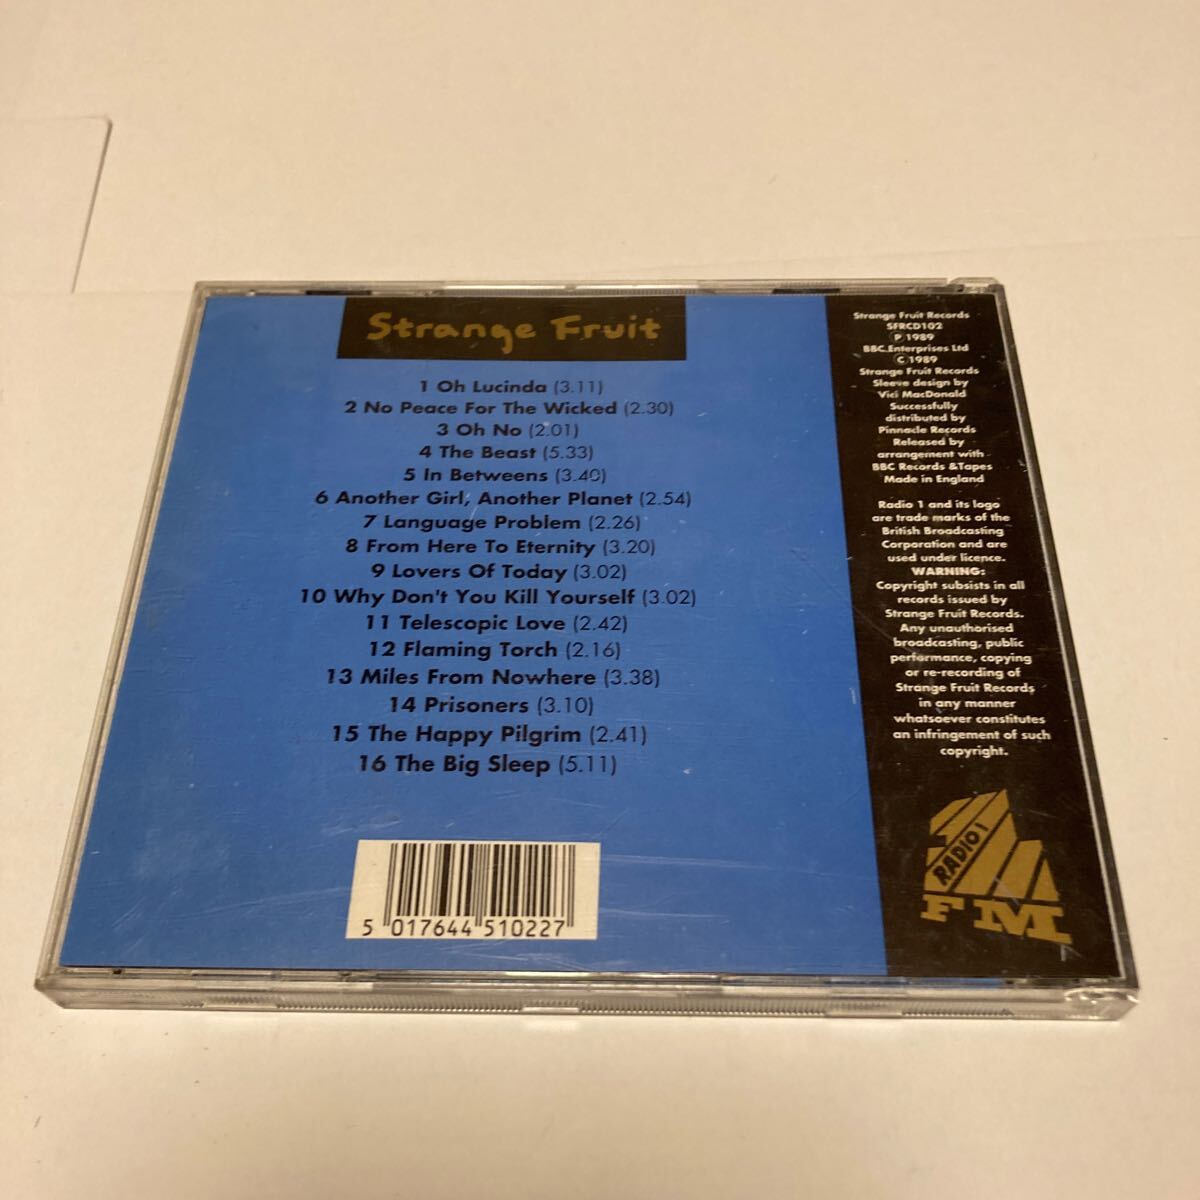 Strange Fruit
1 Oh Lucinda (3.11)
2 No Peace For The Wicked (2.30)
3 Oh No (2.01)
4 The Beast (5.33)
5 In Betweens (3.40)
6 Another Girl, Another Planet (2.54)
7 Language Problem (2.26)
8 From Here To Eternity (3.20)
9 Lovers Of Today (3.02)
10 Why Don't You Kill Yourself (3.02)
11 Telescopic Love (2.42)
12 Flaming Torch (2.16)
13 Miles From Nowhere (3.38)
14 Prisoners (3.10)
15 The Happy Pilgrim (2.41)
16 The Big Sleep (5.11)
5 017644 510227
Strange Fruit Records
SFRCD102
P 1989
BBC Enterprises Ltd
C 1989
Strange Fruit Records
Sleeve design by
Vici MacDonald
Successfully
distributed by
Pinnacle Records
Released by
arrangement with
BBC Records &Tapes
Made in England
Radio 1 and its logo
are trade marks of the
British Broadcasting
Corporation and are
used under licence.
WARNING:
Copyright subsists in all
records issued by
Strange Fruit Records.
Any unauthorised
broadcasting, public
performance, copying
or re-recording of
Strange Fruit Records
in any manner
whatsoever constitutes
an infringement of such
copyright.
RADIO 1
FM